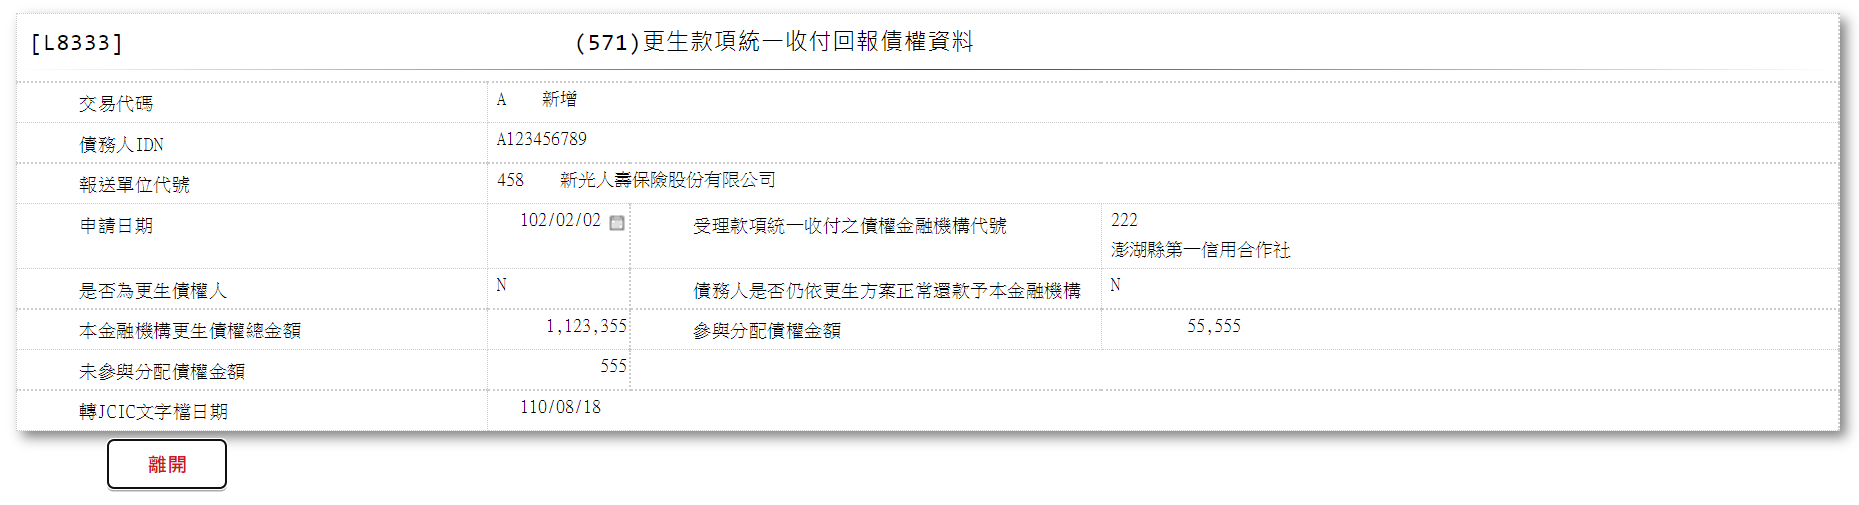 [L8333] (571)更生款項統一收付回報債權資料
交易代碼 A 新增
債務人IDN A123456789
報送單位代號 458 新光人壽保險股份有限公司
申請日期 102/02/02 受理款項統一收付之債權金融機構代號 222
澎湖縣第一信用合作社
是否為更生債權人 N 債務人是否仍依更生方案正常還款予本金融機構 N
本金融機構更生債權總金額 1,123,355 參與分配債權金額 55,555
未參與分配債權金額 555
轉JCIC文字檔日期 110/08/18
離開